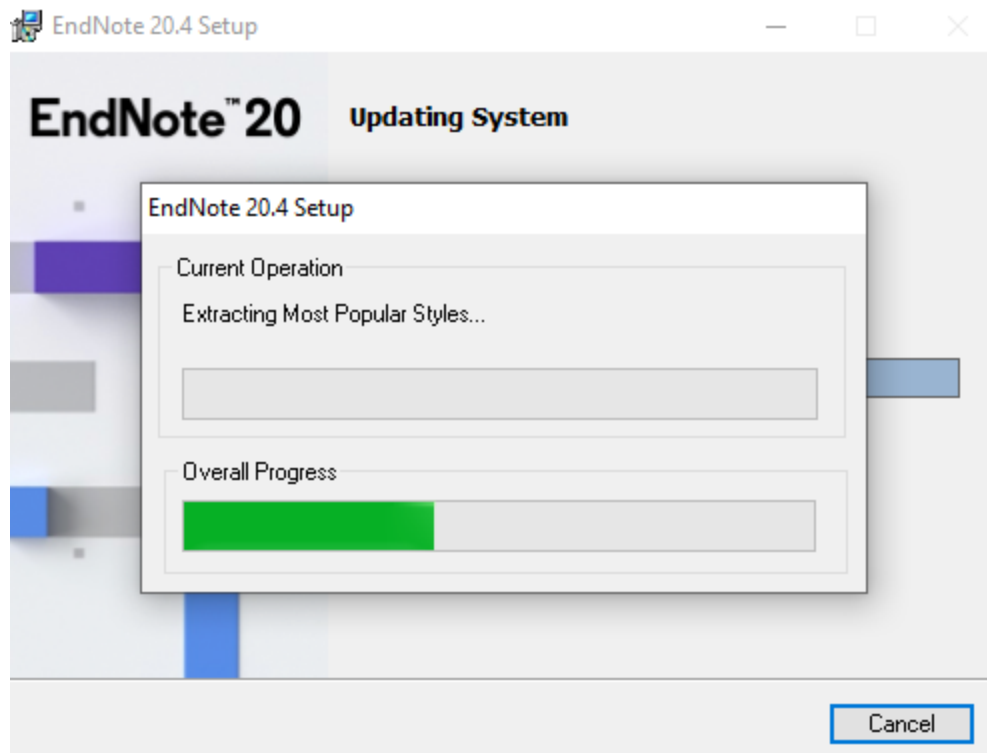 EndNote 20.4 Setup
EndNote™20
Updating System
EndNote 20.4 Setup
Current Operation
Extracting Most Popular Styles...
Overall Progress
Cancel